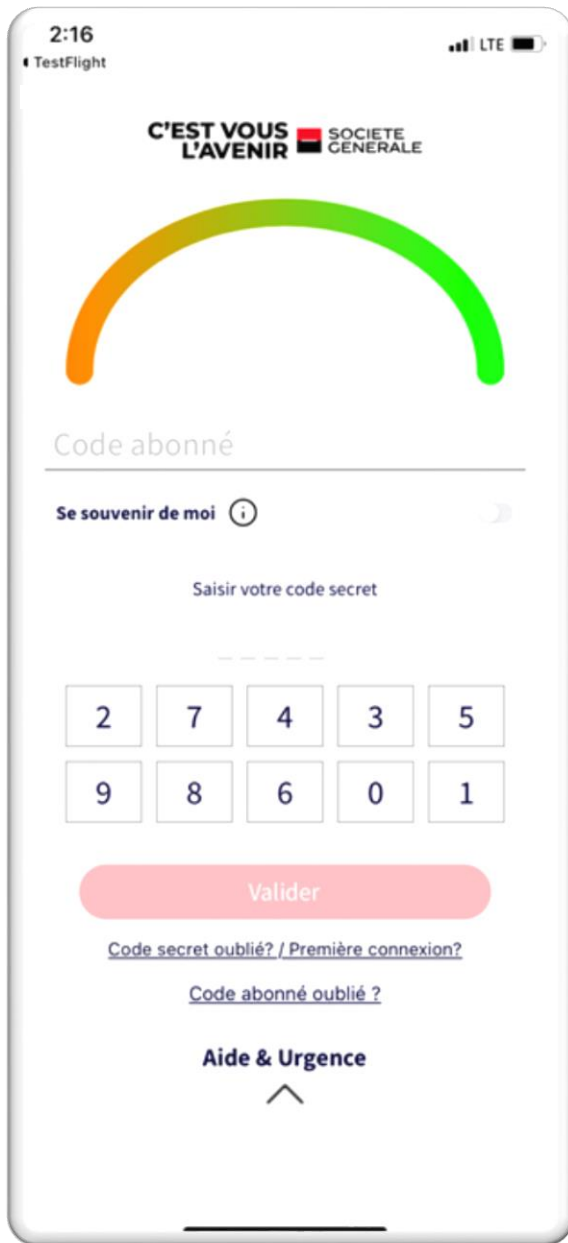 2:16
LTE
TestFlight
C'EST VOUS
L'AVENIR
SOCIETE
GENERALE
Code abonné
Se souvenir de moi
Saisir votre code secret
2 7 4 3 5
9 8 6 0 1
Valider
Code secret oublié? / Première connexion?
Code abonné oublié ?
Aide & Urgence